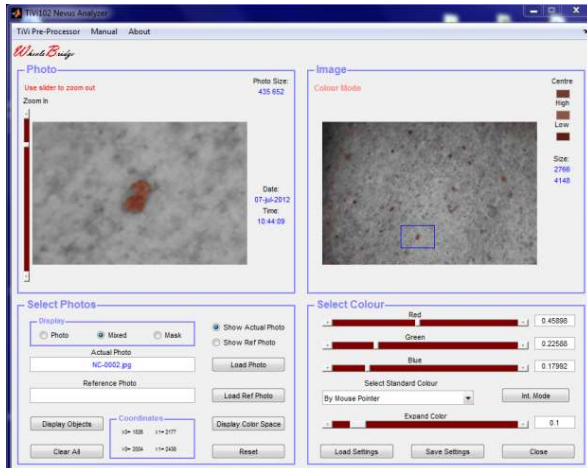 TiVi102 Nevus Analyzer
TiVi Pre-Processor Manual About
WheelsBridge
Photo
Use slider to zoom out
Zoom In
Photo Size:
435 652
Date:
07-jul-2012
Time:
10:44:09
Image
Colour Mode
Centre
High
Low
Size:
2766
4148
Select Photos
Display
Photo Mixed Mask
Show Actual Photo
Show Ref Photo
Actual Photo
NC-0002.jpg
Load Photo
Reference Photo
Load Ref Photo
Display Objects
Coordinates
Display Color Space
Clear All
Reset
Select Colour
Red
0.45898
Green
0.22588
Blue
0.17992
Select Standard Colour
By Mouse Pointer
Int. Mode
Expand Color
0.1
Load Settings Save Settings Close